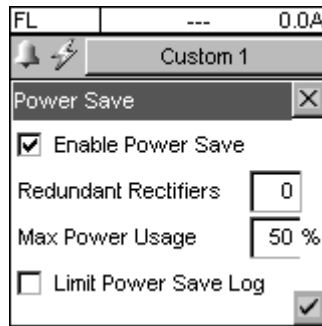 FL --- 0.0A
Custom 1
Power Save
Enable Power Save
Redundant Rectifiers 0
Max Power Usage 50 %
Limit Power Save Log